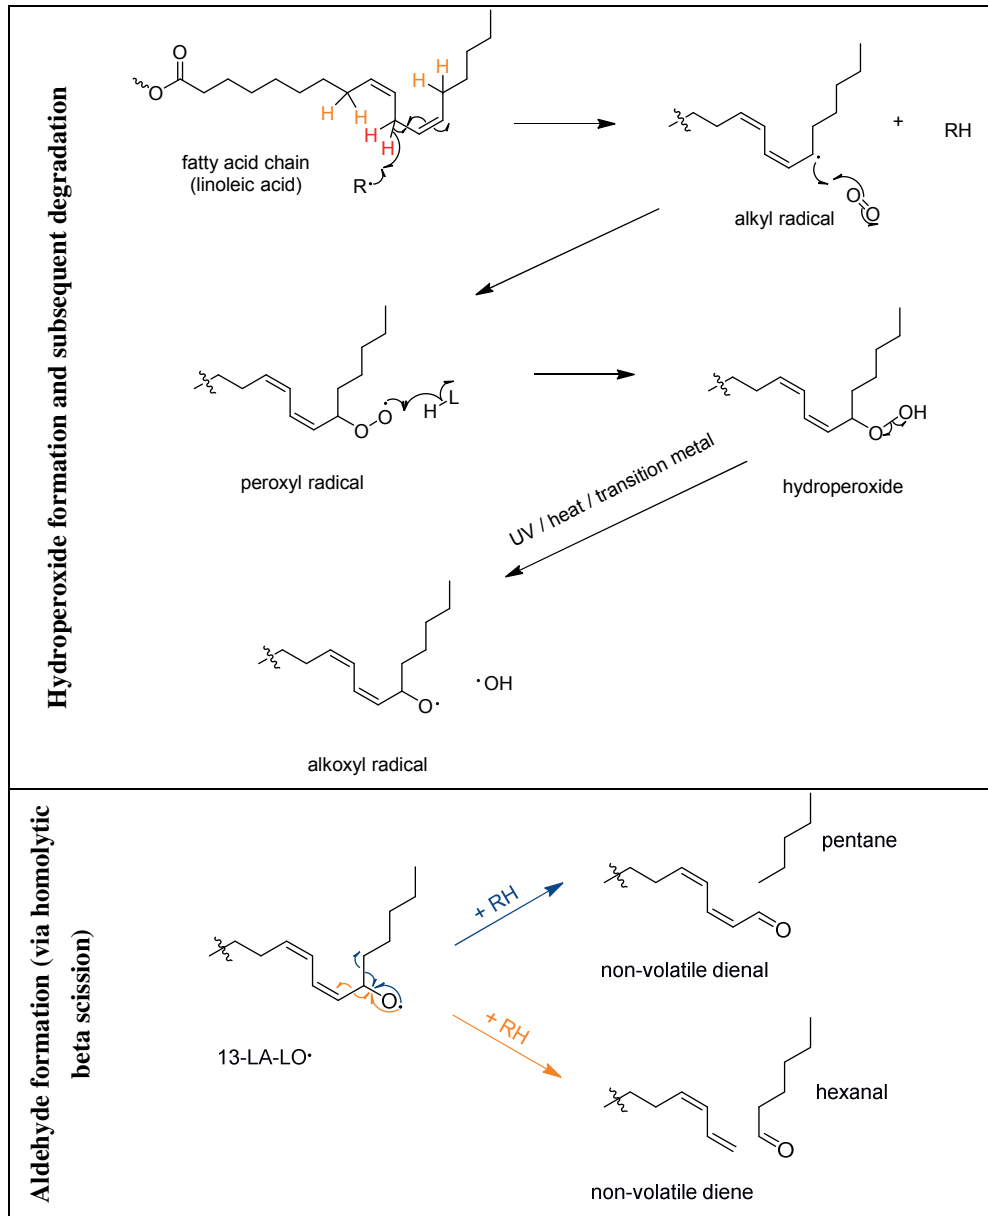 Hydroperoxide formation and subsequent degradation
O
O
H
H
H
H
H
H
fatty acid chain
(linoleic acid)
R•
+
RH
O
O
alkyl radical
O
O
•
H
L
peroxyl radical
O
OH
hydroperoxide
UV / heat / transition metal
O•
•OH
alkoxyl radical
Aldehyde formation (via homolytic
beta scission)
O•
13-LA-LO•
+ RH
pentane
O
non-volatile dienal
+ RH
hexanal
O
non-volatile diene